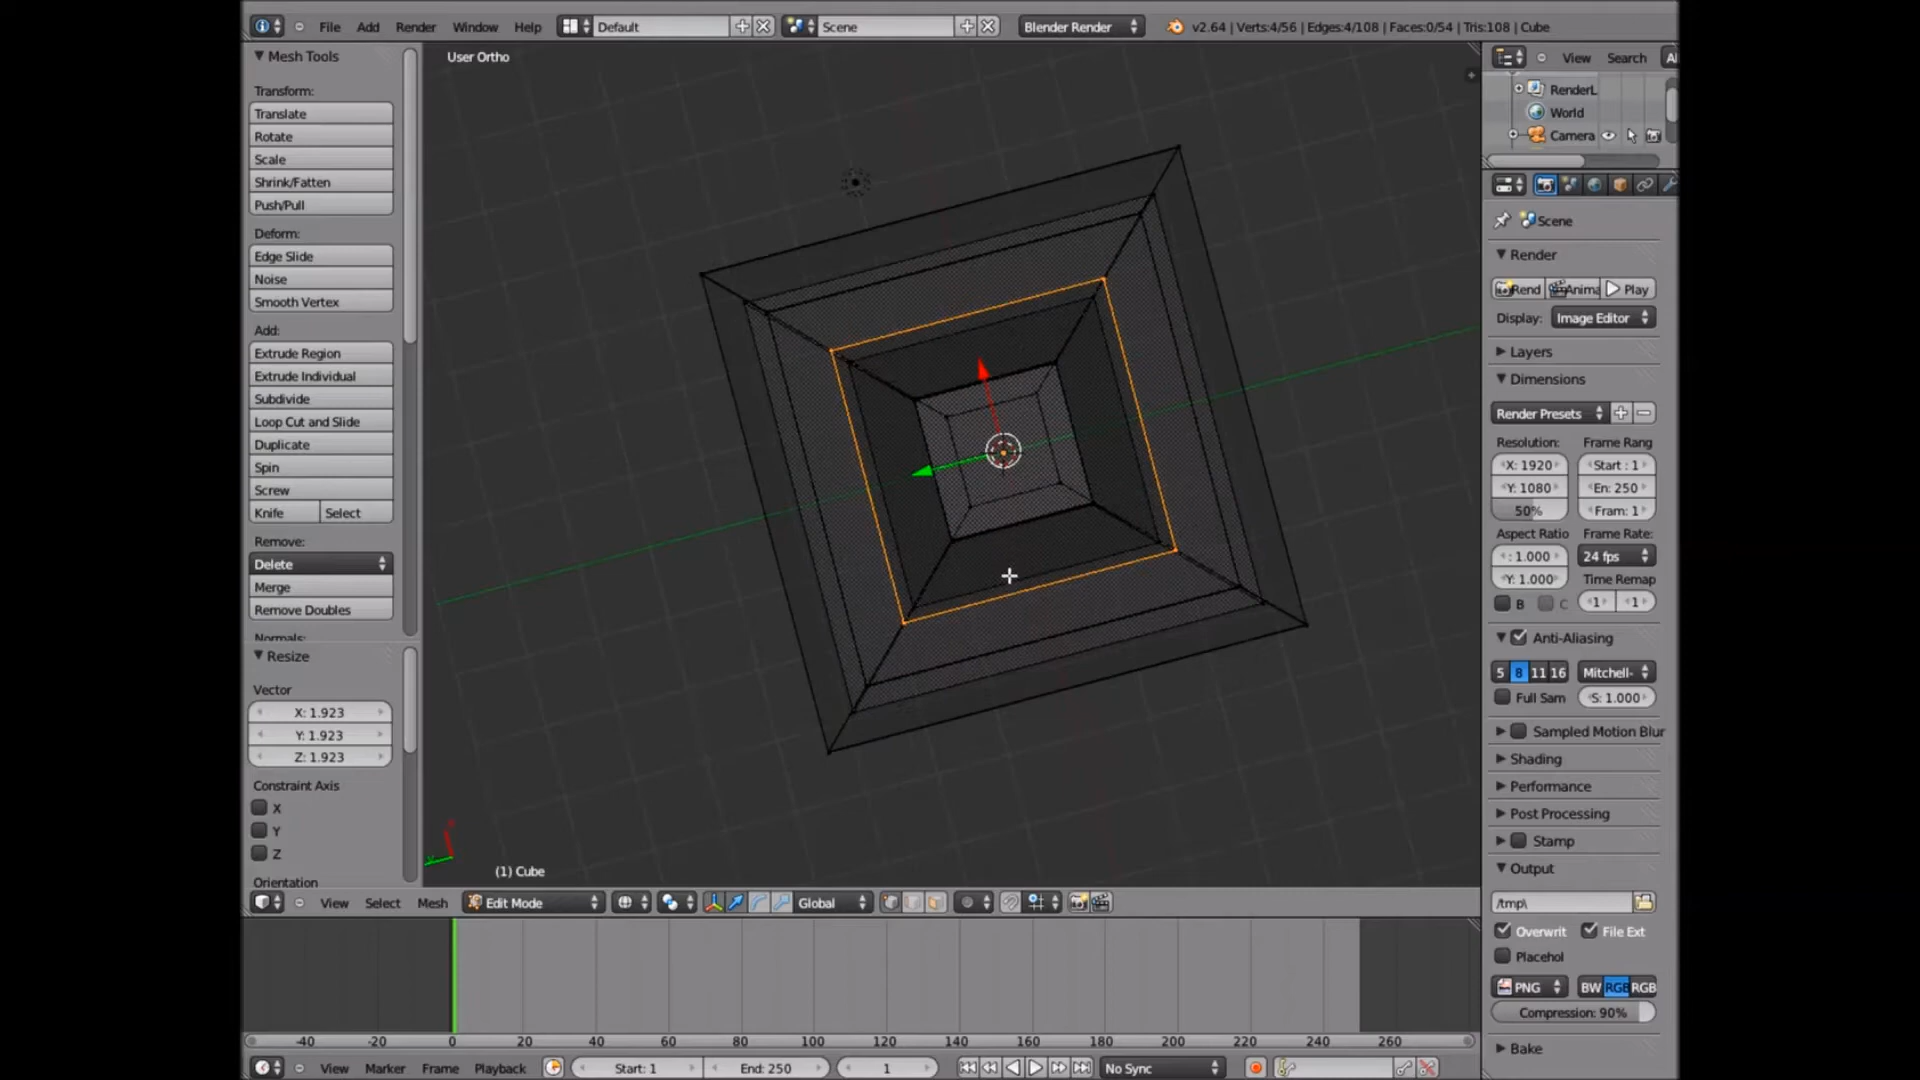 File Add Render Window Help Default Scene Blender Render v2.64 | Verts:4/56 | Edges:4/108 | Faces:0/54 | Tris:108 | Cube
Mesh Tools
Transform:
Translate
Rotate
Scale
Shrink/Fatten
Push/Pull
Deform:
Edge Slide
Noise
Smooth Vertex
Add:
Extrude Region
Extrude Individual
Subdivide
Loop Cut and Slide
Duplicate
Spin
Screw
Knife Select
Remove:
Delete
Merge
Remove Doubles
Normals:
Resize
Vector
X: 1.923
Y: 1.923
Z: 1.923
Constraint Axis
X
Y
Z
Orientation
User Ortho
(1) Cube
View Select Mesh Edit Mode Global
-40 -20 0 20 40 60 80 100 120 140 160 180 200 220 240 260
View Marker Frame Playback Start: 1 End: 250 1 No Sync
View Search Al
RenderL
World
Camera
Scene
Render
Rend Anima Play
Display: Image Editor
Layers
Dimensions
Render Presets
Resolution: Frame Rang
X: 1920 Start : 1
Y: 1080 En: 250
50% Fram: 1
Aspect Ratio Frame Rate:
: 1.000 24 fps
Y: 1.000 Time Remap
B C 1 1
Anti-Aliasing
5 8 11 16 Mitchell-
Full Sam S: 1.000
Sampled Motion Blur
Shading
Performance
Post Processing
Stamp
Output
/tmp\
Overwrit File Ext
Placehol
PNG BW RGB RGB
Compression: 90%
Bake